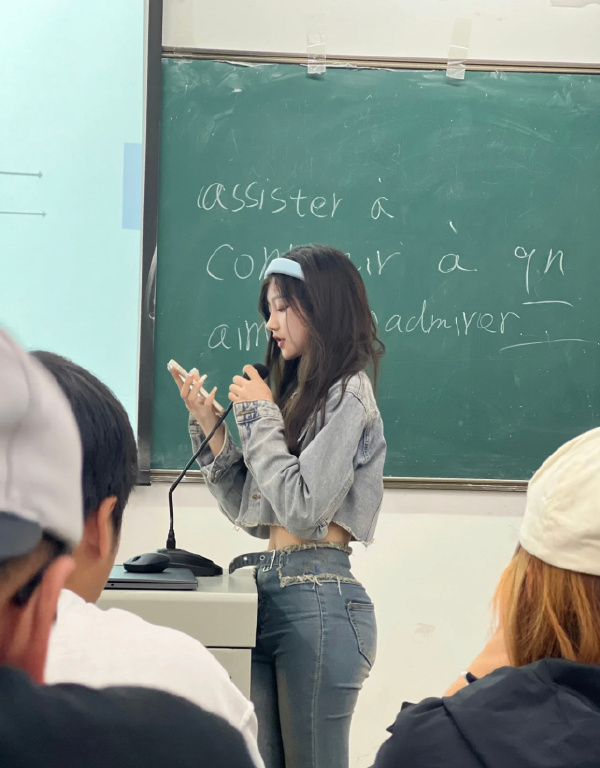 assister à
à qn
admirer